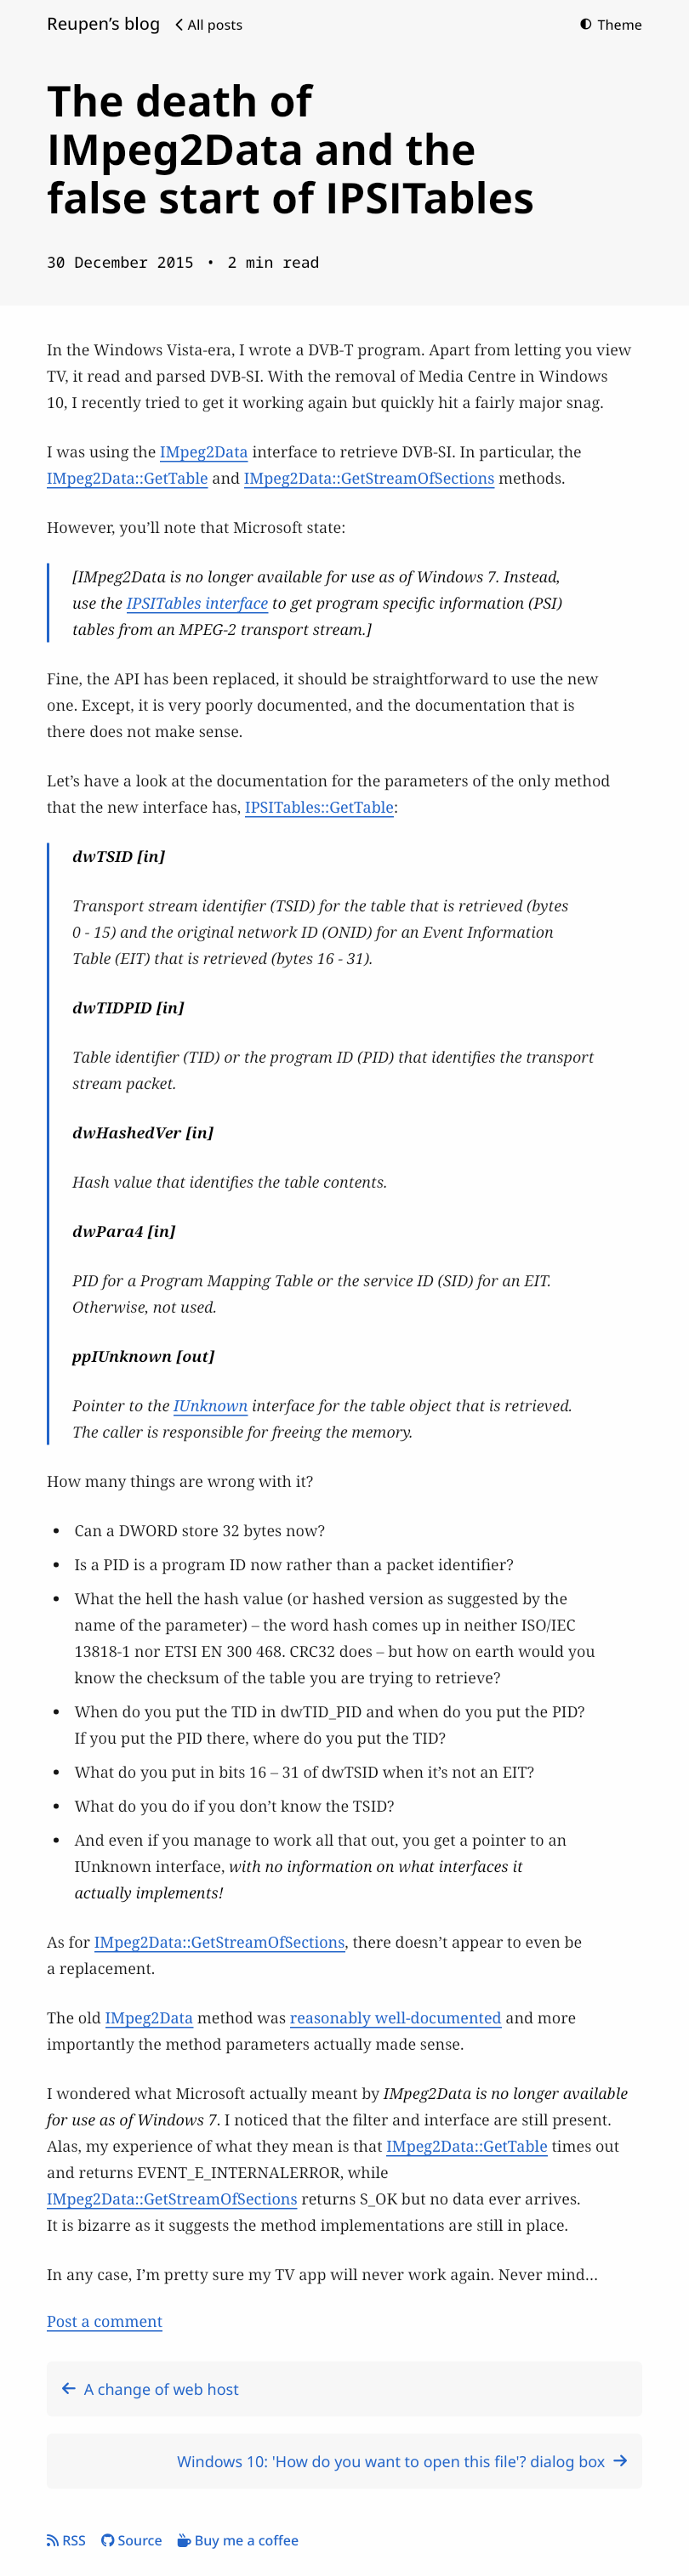 Reupen’s blog All posts Theme
The death of
IMpeg2Data and the
false start of IPSITables
30 December 2015 • 2 min read
In the Windows Vista-era, I wrote a DVB-T program. Apart from letting you view
TV, it read and parsed DVB-SI. With the removal of Media Centre in Windows
10, I recently tried to get it working again but quickly hit a fairly major snag.
I was using the IMpeg2Data interface to retrieve DVB-SI. In particular, the
IMpeg2Data::GetTable and IMpeg2Data::GetStreamOfSections methods.
However, you’ll note that Microsoft state:
[IMpeg2Data is no longer available for use as of Windows 7. Instead,
use the IPSITables interface to get program specific information (PSI)
tables from an MPEG-2 transport stream.]
Fine, the API has been replaced, it should be straightforward to use the new
one. Except, it is very poorly documented, and the documentation that is
there does not make sense.
Let’s have a look at the documentation for the parameters of the only method
that the new interface has, IPSITables::GetTable:
dwTSID [in]
Transport stream identifier (TSID) for the table that is retrieved (bytes
0 - 15) and the original network ID (ONID) for an Event Information
Table (EIT) that is retrieved (bytes 16 - 31).
dwTIDPID [in]
Table identifier (TID) or the program ID (PID) that identifies the transport
stream packet.
dwHashedVer [in]
Hash value that identifies the table contents.
dwPara4 [in]
PID for a Program Mapping Table or the service ID (SID) for an EIT.
Otherwise, not used.
ppIUnknown [out]
Pointer to the IUnknown interface for the table object that is retrieved.
The caller is responsible for freeing the memory.
How many things are wrong with it?
• Can a DWORD store 32 bytes now?
• Is a PID is a program ID now rather than a packet identifier?
• What the hell the hash value (or hashed version as suggested by the
name of the parameter) – the word hash comes up in neither ISO/IEC
13818-1 nor ETSI EN 300 468. CRC32 does – but how on earth would you
know the checksum of the table you are trying to retrieve?
• When do you put the TID in dwTID_PID and when do you put the PID?
If you put the PID there, where do you put the TID?
• What do you put in bits 16 – 31 of dwTSID when it’s not an EIT?
• What do you do if you don’t know the TSID?
• And even if you manage to work all that out, you get a pointer to an
IUnknown interface, with no information on what interfaces it
actually implements!
As for IMpeg2Data::GetStreamOfSections, there doesn’t appear to even be
a replacement.
The old IMpeg2Data method was reasonably well-documented and more
importantly the method parameters actually made sense.
I wondered what Microsoft actually meant by IMpeg2Data is no longer available
for use as of Windows 7. I noticed that the filter and interface are still present.
Alas, my experience of what they mean is that IMpeg2Data::GetTable times out
and returns EVENT_E_INTERNALERROR, while
IMpeg2Data::GetStreamOfSections returns S_OK but no data ever arrives.
It is bizarre as it suggests the method implementations are still in place.
In any case, I’m pretty sure my TV app will never work again. Never mind…
Post a comment
← A change of web host
Windows 10: 'How do you want to open this file'? dialog box →
RSS Source Buy me a coffee